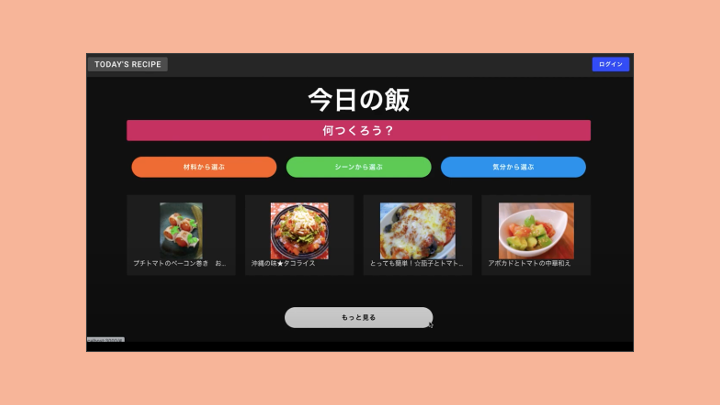 TODAY'S RECIPE
ログイン
今日の飯
何つくろう？
材料から選ぶ
シーンから選ぶ
気分から選ぶ
プチトマトのベーコン巻き お...
沖縄の味★タコライス
とっても簡単！☆茄子とトマト...
アボカドとトマトの中華和え
もっと見る